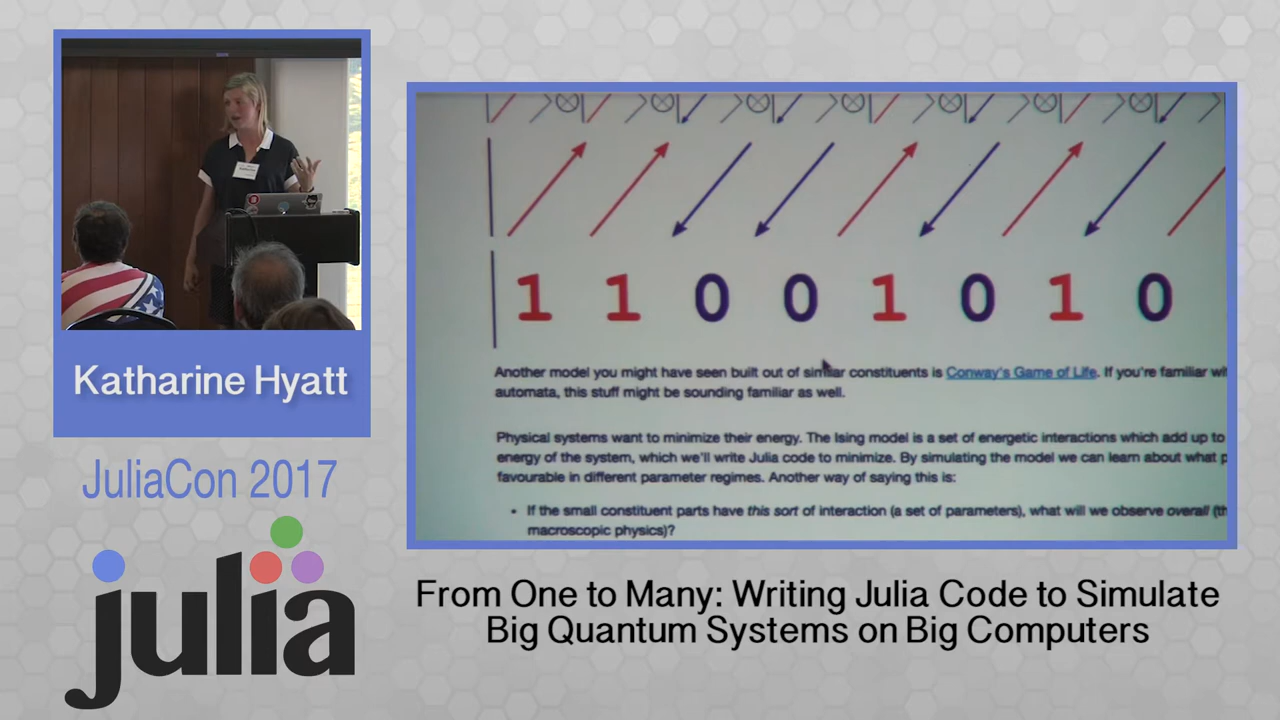 1 1 0 0 1 0 1 0
Another model you might have seen built out of similar constituents is Conway's Game of Life. If you're familiar
automata, this stuff might be sounding familiar as well.
Physical systems want to minimize their energy. The Ising model is a set of energetic interactions which add up to
energy of the system, which we'll write Julia code to minimize. By simulating the model we can learn about what
favourable in different parameter regimes. Another way of saying this is:
• If the small constituent parts have this sort of interaction (a set of parameters), what will we observe overall
macroscopic physics)?
Katharine Hyatt
JuliaCon 2017
julia
From One to Many: Writing Julia Code to Simulate
Big Quantum Systems on Big Computers